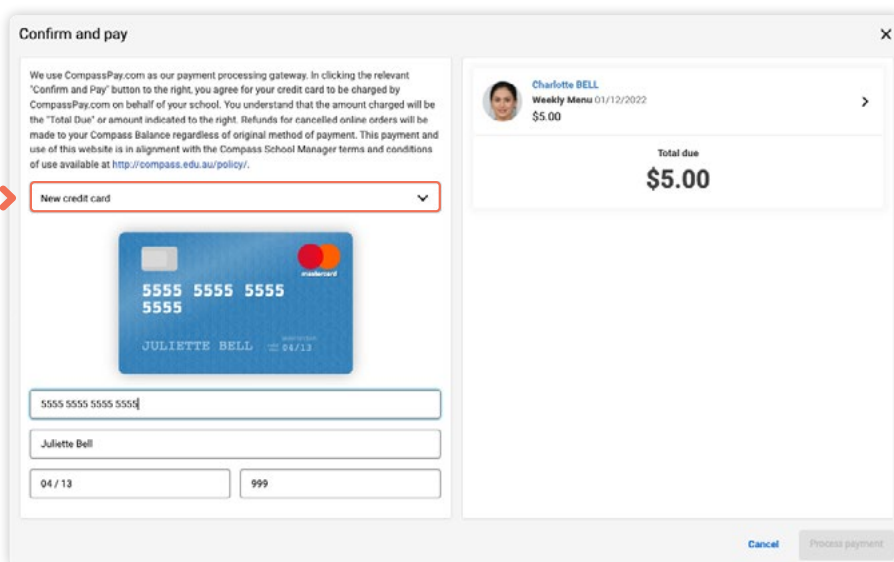 Confirm and pay
We use CompassPay.com as our payment processing gateway. In clicking the relevant
"Confirm and Pay" button to the right, you agree for your credit card to be charged by
CompassPay.com on behalf of your school. You understand that the amount charged will be
the "Total Due" or amount indicated to the right. Refunds for cancelled online orders will be
made to your Compass Balance regardless of original method of payment. This payment and
use of this website is in alignment with the Compass School Manager terms and conditions
of use available at http://compass.edu.au/policy/.
New credit card
mastercard
5555 5555 5555
5555
JULIETTE BELL 04/13
5555 5555 5555 5555
Juliette Bell
04 / 13
999
Charlotte BELL
Weekly Menu 01/12/2022
$5.00
Total due
$5.00
Cancel
Process payment